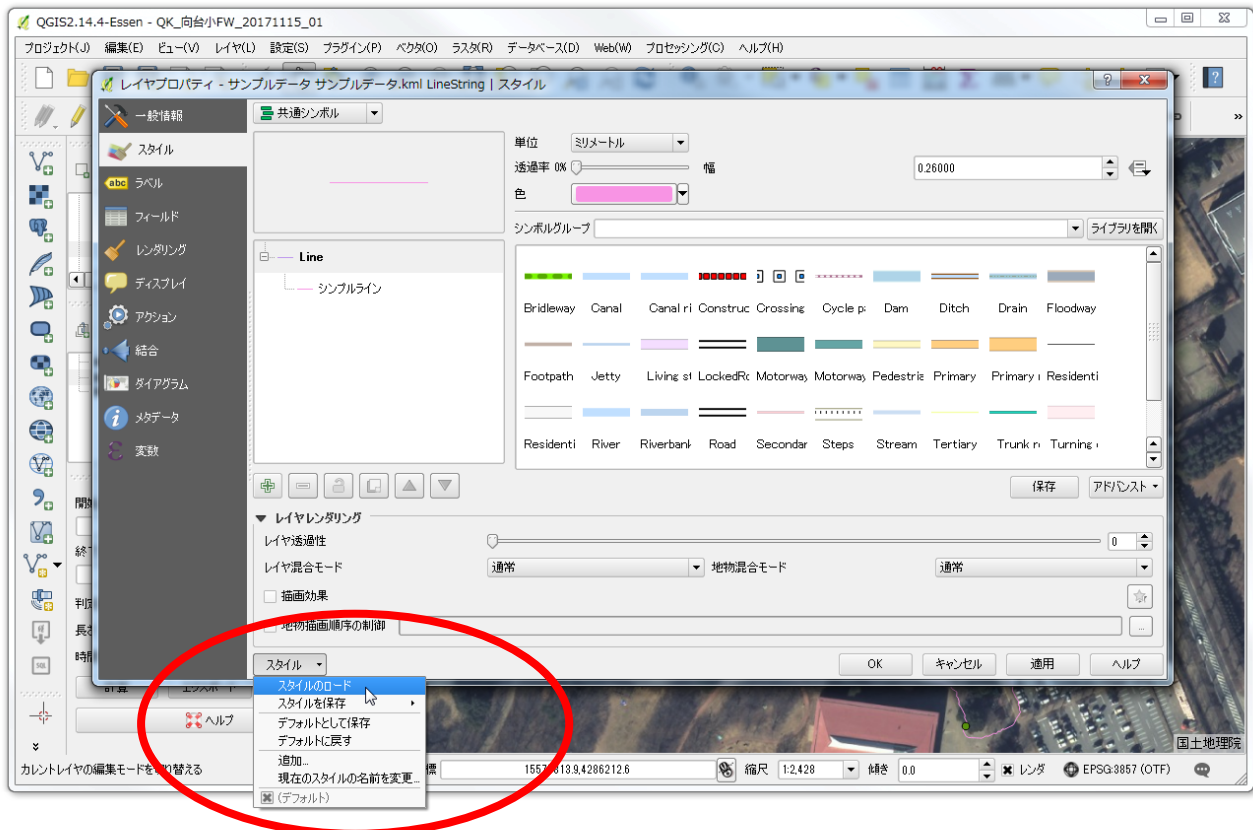 QGIS2.14.4-Essen - QK_向台小FW_20171115_01
プロジェクト(J) 編集(E) ビュー(V) レイヤ(L) 設定(S) プラグイン(P) ベクタ(O) ラスタ(R) データベース(D) Web(W) プロセッシング(C) ヘルプ(H)
レイヤプロパティ - サンプルデータ サンプルデータ.kml LineString | スタイル
一般情報
スタイル
abc ラベル
フィールド
レンダリング
ディスプレイ
アクション
結合
ダイアグラム
メタデータ
変数
共通シンボル
単位 ミリメートル
透過率 0% 幅 0.26000
色
シンボルグループ ライブラリを開く
Line
シンプルライン
Bridleway Canal Canal ri Construc Crossing Cycle p Dam Ditch Drain Floodway
Footpath Jetty Living st LockedRo Motorway Motorway Pedestria Primary Primary r Residenti
Residenti River Riverbank Road Secondar Steps Stream Tertiary Trunk r Turning
保存 アドバンスト
レイヤレンダリング
レイヤ透過性 0
レイヤ混合モード 通常 地物混合モード 通常
描画効果
地物描画順序の制御 ...
スタイル OK キャンセル 適用 ヘルプ
スタイルのロード
スタイルを保存
デフォルトとして保存
デフォルトに戻す
追加...
現在のスタイルの名前を変更...
(デフォルト)
SQL
ヘルプ
国土地理院
カレントレイヤの編集モードを切り替える 縮尺 1:2,428 傾き 0.0 レンダ EPSG:3857 (OTF)